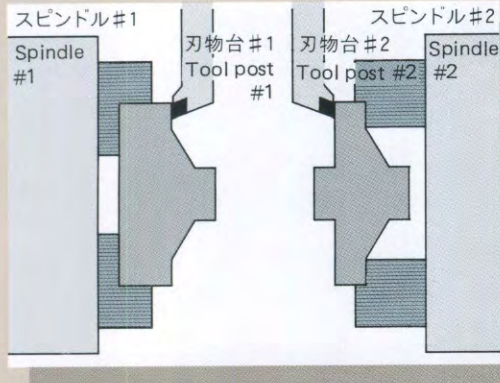 スピンドル＃1
Spindle
#1
刃物台＃1
Tool post
#1
刃物台＃2
Tool post #2
スピンドル＃2
Spindle
#2